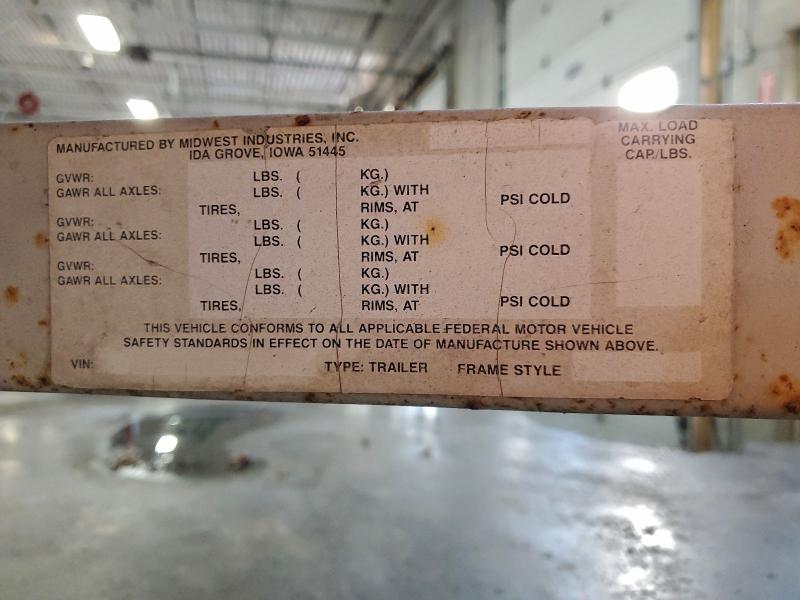 MANUFACTURED BY MIDWEST INDUSTRIES, INC.
IDA GROVE, IOWA 51445
MAX. LOAD
CARRYING
CAP./LBS.
GVWR: LBS. ( KG.)
GAWR ALL AXLES: LBS. ( KG.) WITH
TIRES, RIMS, AT PSI COLD
GVWR: LBS. ( KG.)
GAWR ALL AXLES: LBS. ( KG.) WITH
TIRES, RIMS, AT PSI COLD
GVWR: LBS. ( KG.)
GAWR ALL AXLES: LBS. ( KG.) WITH
TIRES, RIMS, AT PSI COLD
THIS VEHICLE CONFORMS TO ALL APPLICABLE FEDERAL MOTOR VEHICLE
SAFETY STANDARDS IN EFFECT ON THE DATE OF MANUFACTURE SHOWN ABOVE.
VIN: TYPE: TRAILER FRAME STYLE